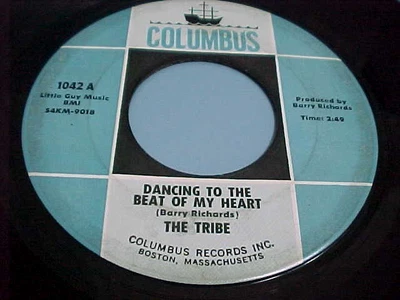 COLUMBUS
1042 A
Little Guy Music
BMI
S4KM-9018
Produced by
Barry Richards
Time: 2:49
DANCING TO THE
BEAT OF MY HEART
(Barry Richards)
THE TRIBE
COLUMBUS RECORDS INC.
BOSTON, MASSACHUSETTS